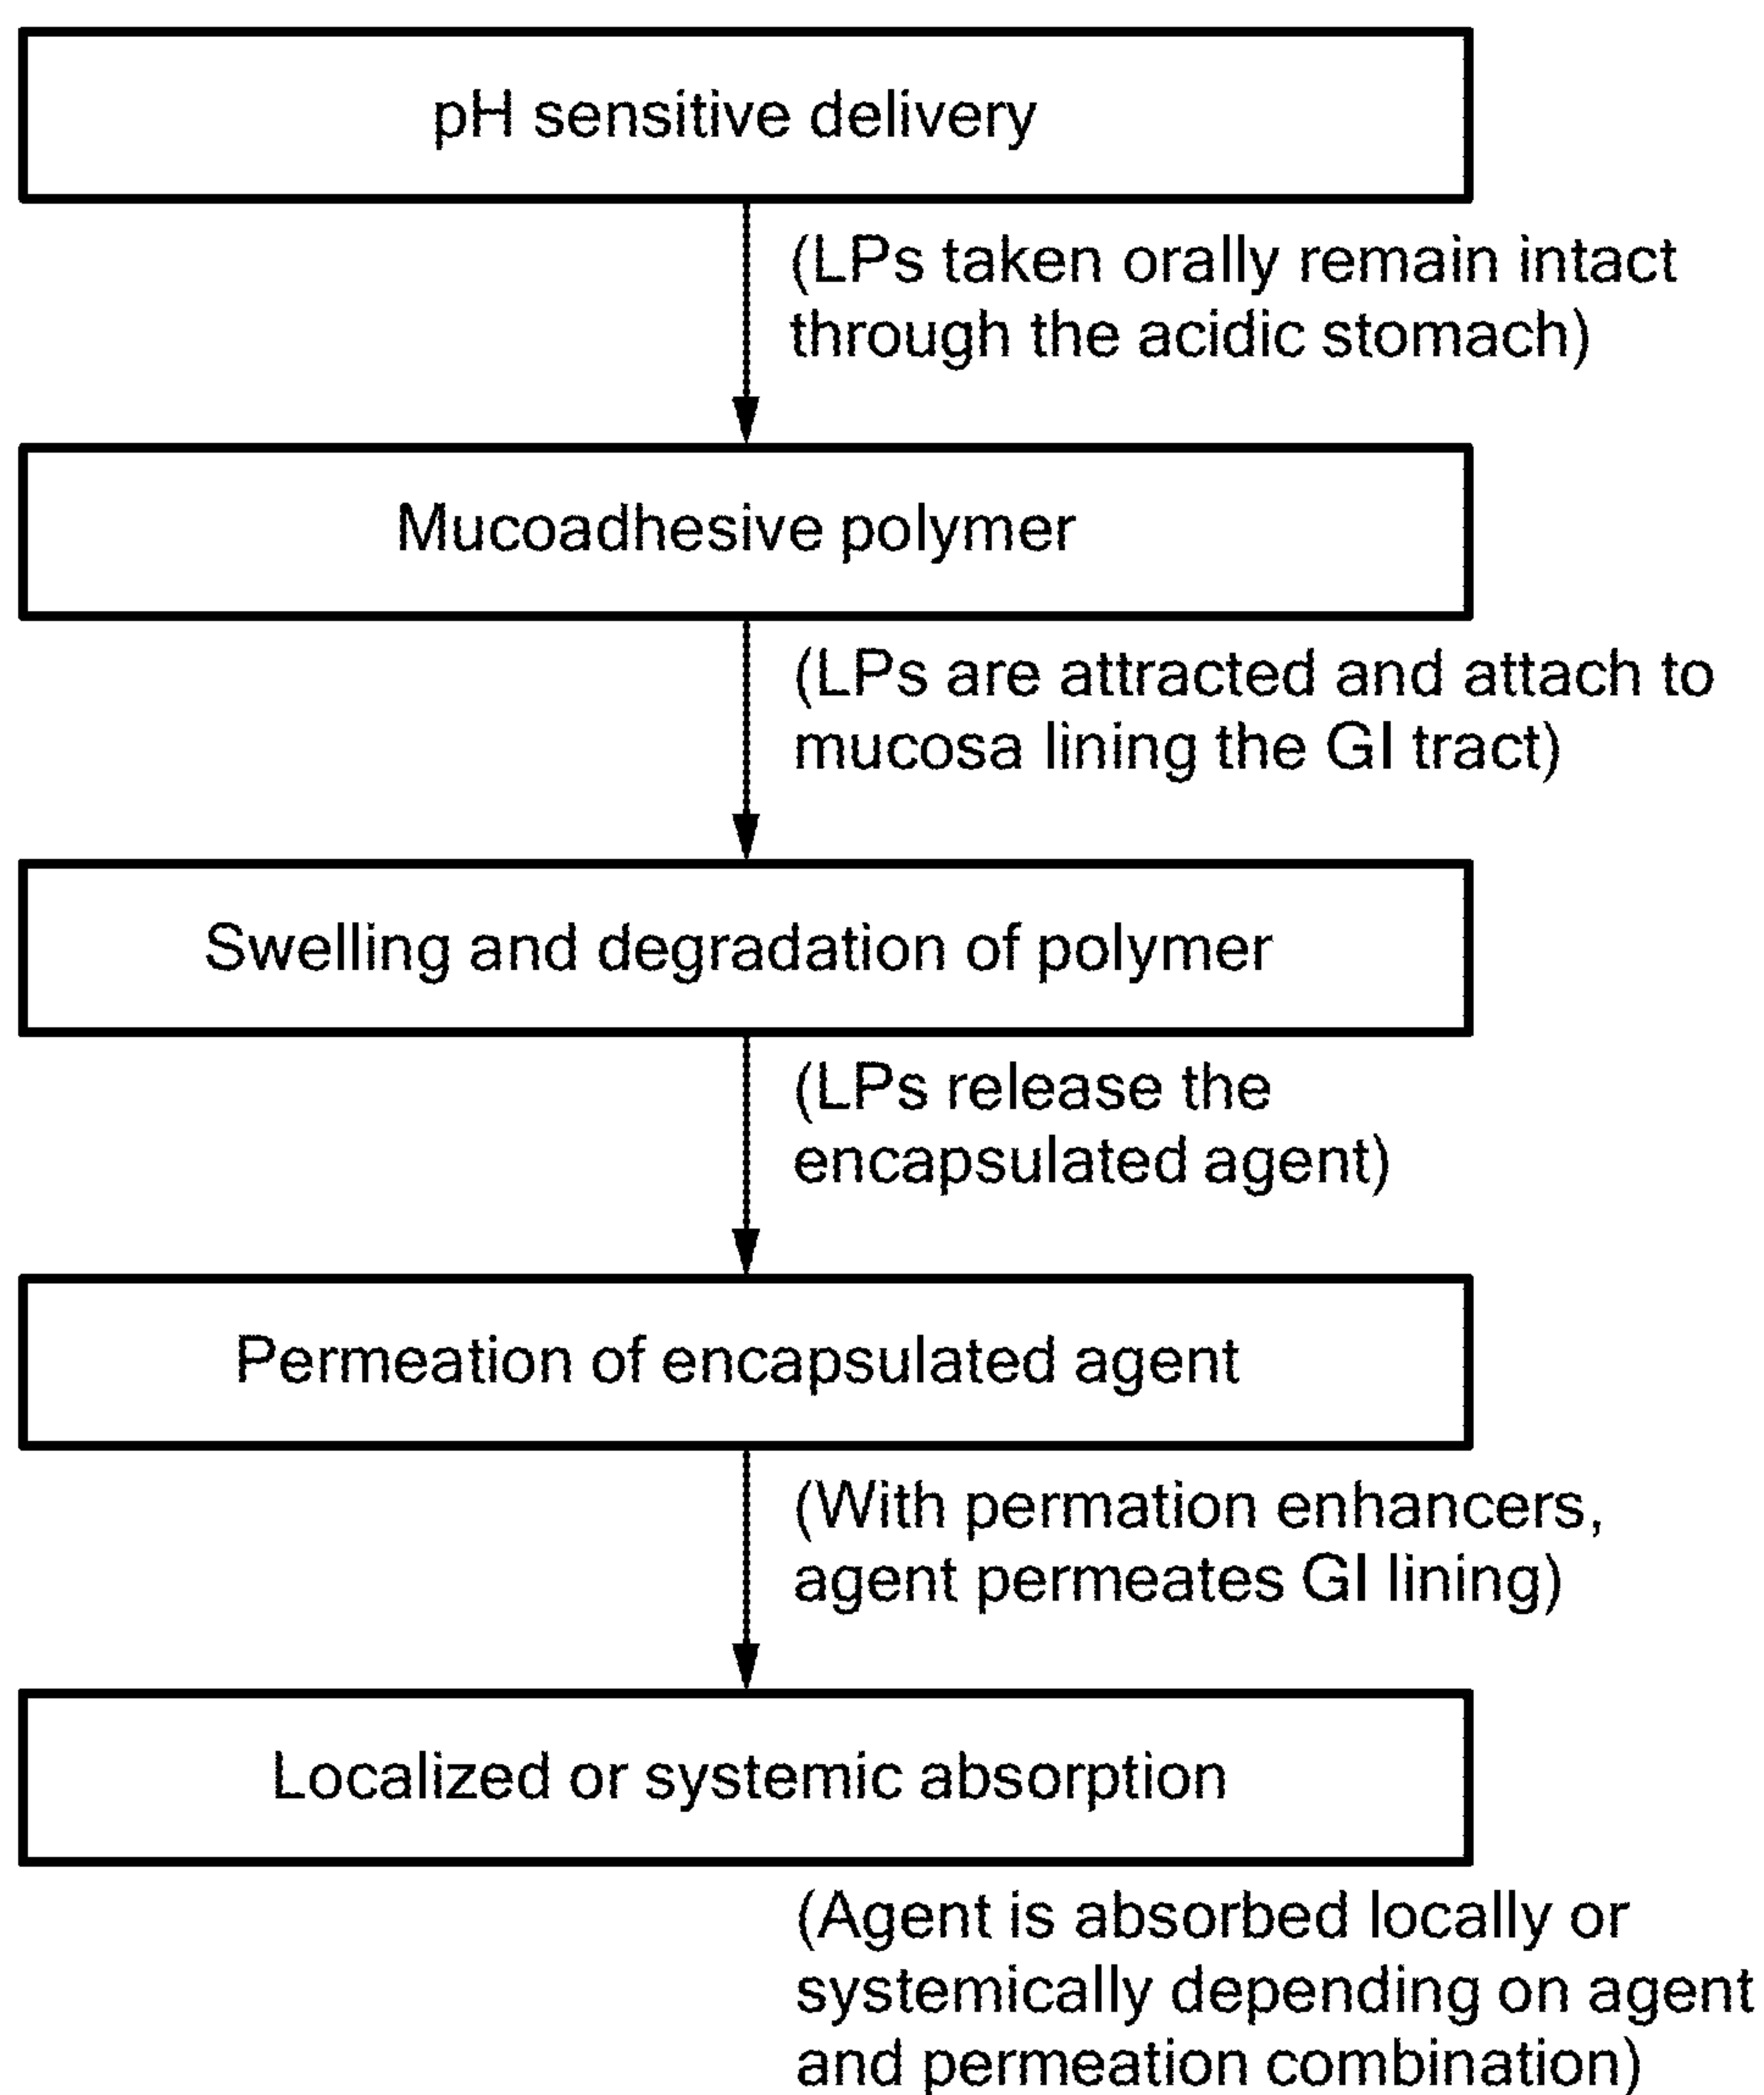 pH sensitive delivery
(LPs taken orally remain intact
through the acidic stomach)
Mucoadhesive polymer
(LPs are attracted and attach to
mucosa lining the GI tract)
Swelling and degradation of polymer
(LPs release the
encapsulated agent)
Permeation of encapsulated agent
(With permation enhancers,
agent permeates GI lining)
Localized or systemic absorption
(Agent is absorbed locally or
systemically depending on agent
and permeation combination)